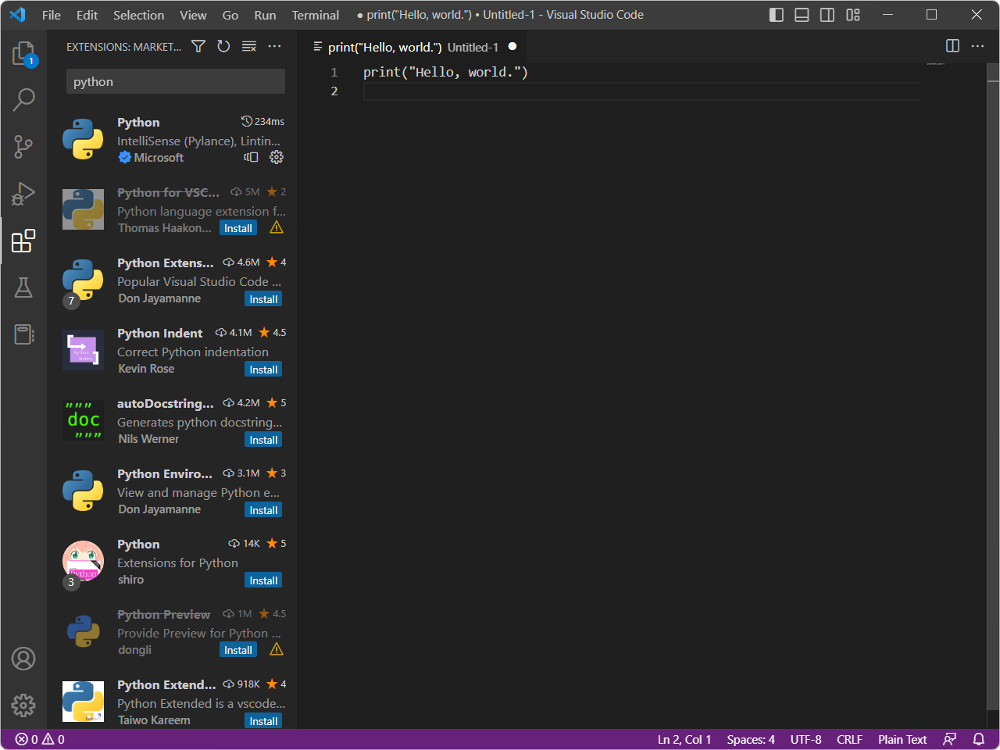 File Edit Selection View Go Run Terminal ● print("Hello, world.") • Untitled-1 - Visual Studio Code
EXTENSIONS: MARKET... 
1
python
Python 234ms
IntelliSense (Pylance), Lintin...
Microsoft
Python for VSC... 5M 2
Python language extension f...
Thomas Haakon... Install
Python Extens... 4.6M 4
Popular Visual Studio Code ...
7
Don Jayamanne Install
Python Indent 4.1M 4.5
Correct Python indentation
Python
Indent
Kevin Rose Install
autoDocstring... 4.2M 5
"""
doc
"""
Generates python docstring...
Nils Werner Install
Python Enviro... 3.1M 3
View and manage Python e...
Don Jayamanne Install
Python 14K 5
Extensions for Python
Python
3
shiro Install
Python Preview 1M 4.5
Provide Preview for Python ...
dongli Install
Python Extend... 918K 4
Python Extended is a vscode...
Taiwo Kareem Install
print("Hello, world.") Untitled-1
1 print("Hello, world.")
2
0 0 Ln 2, Col 1 Spaces: 4 UTF-8 CRLF Plain Text